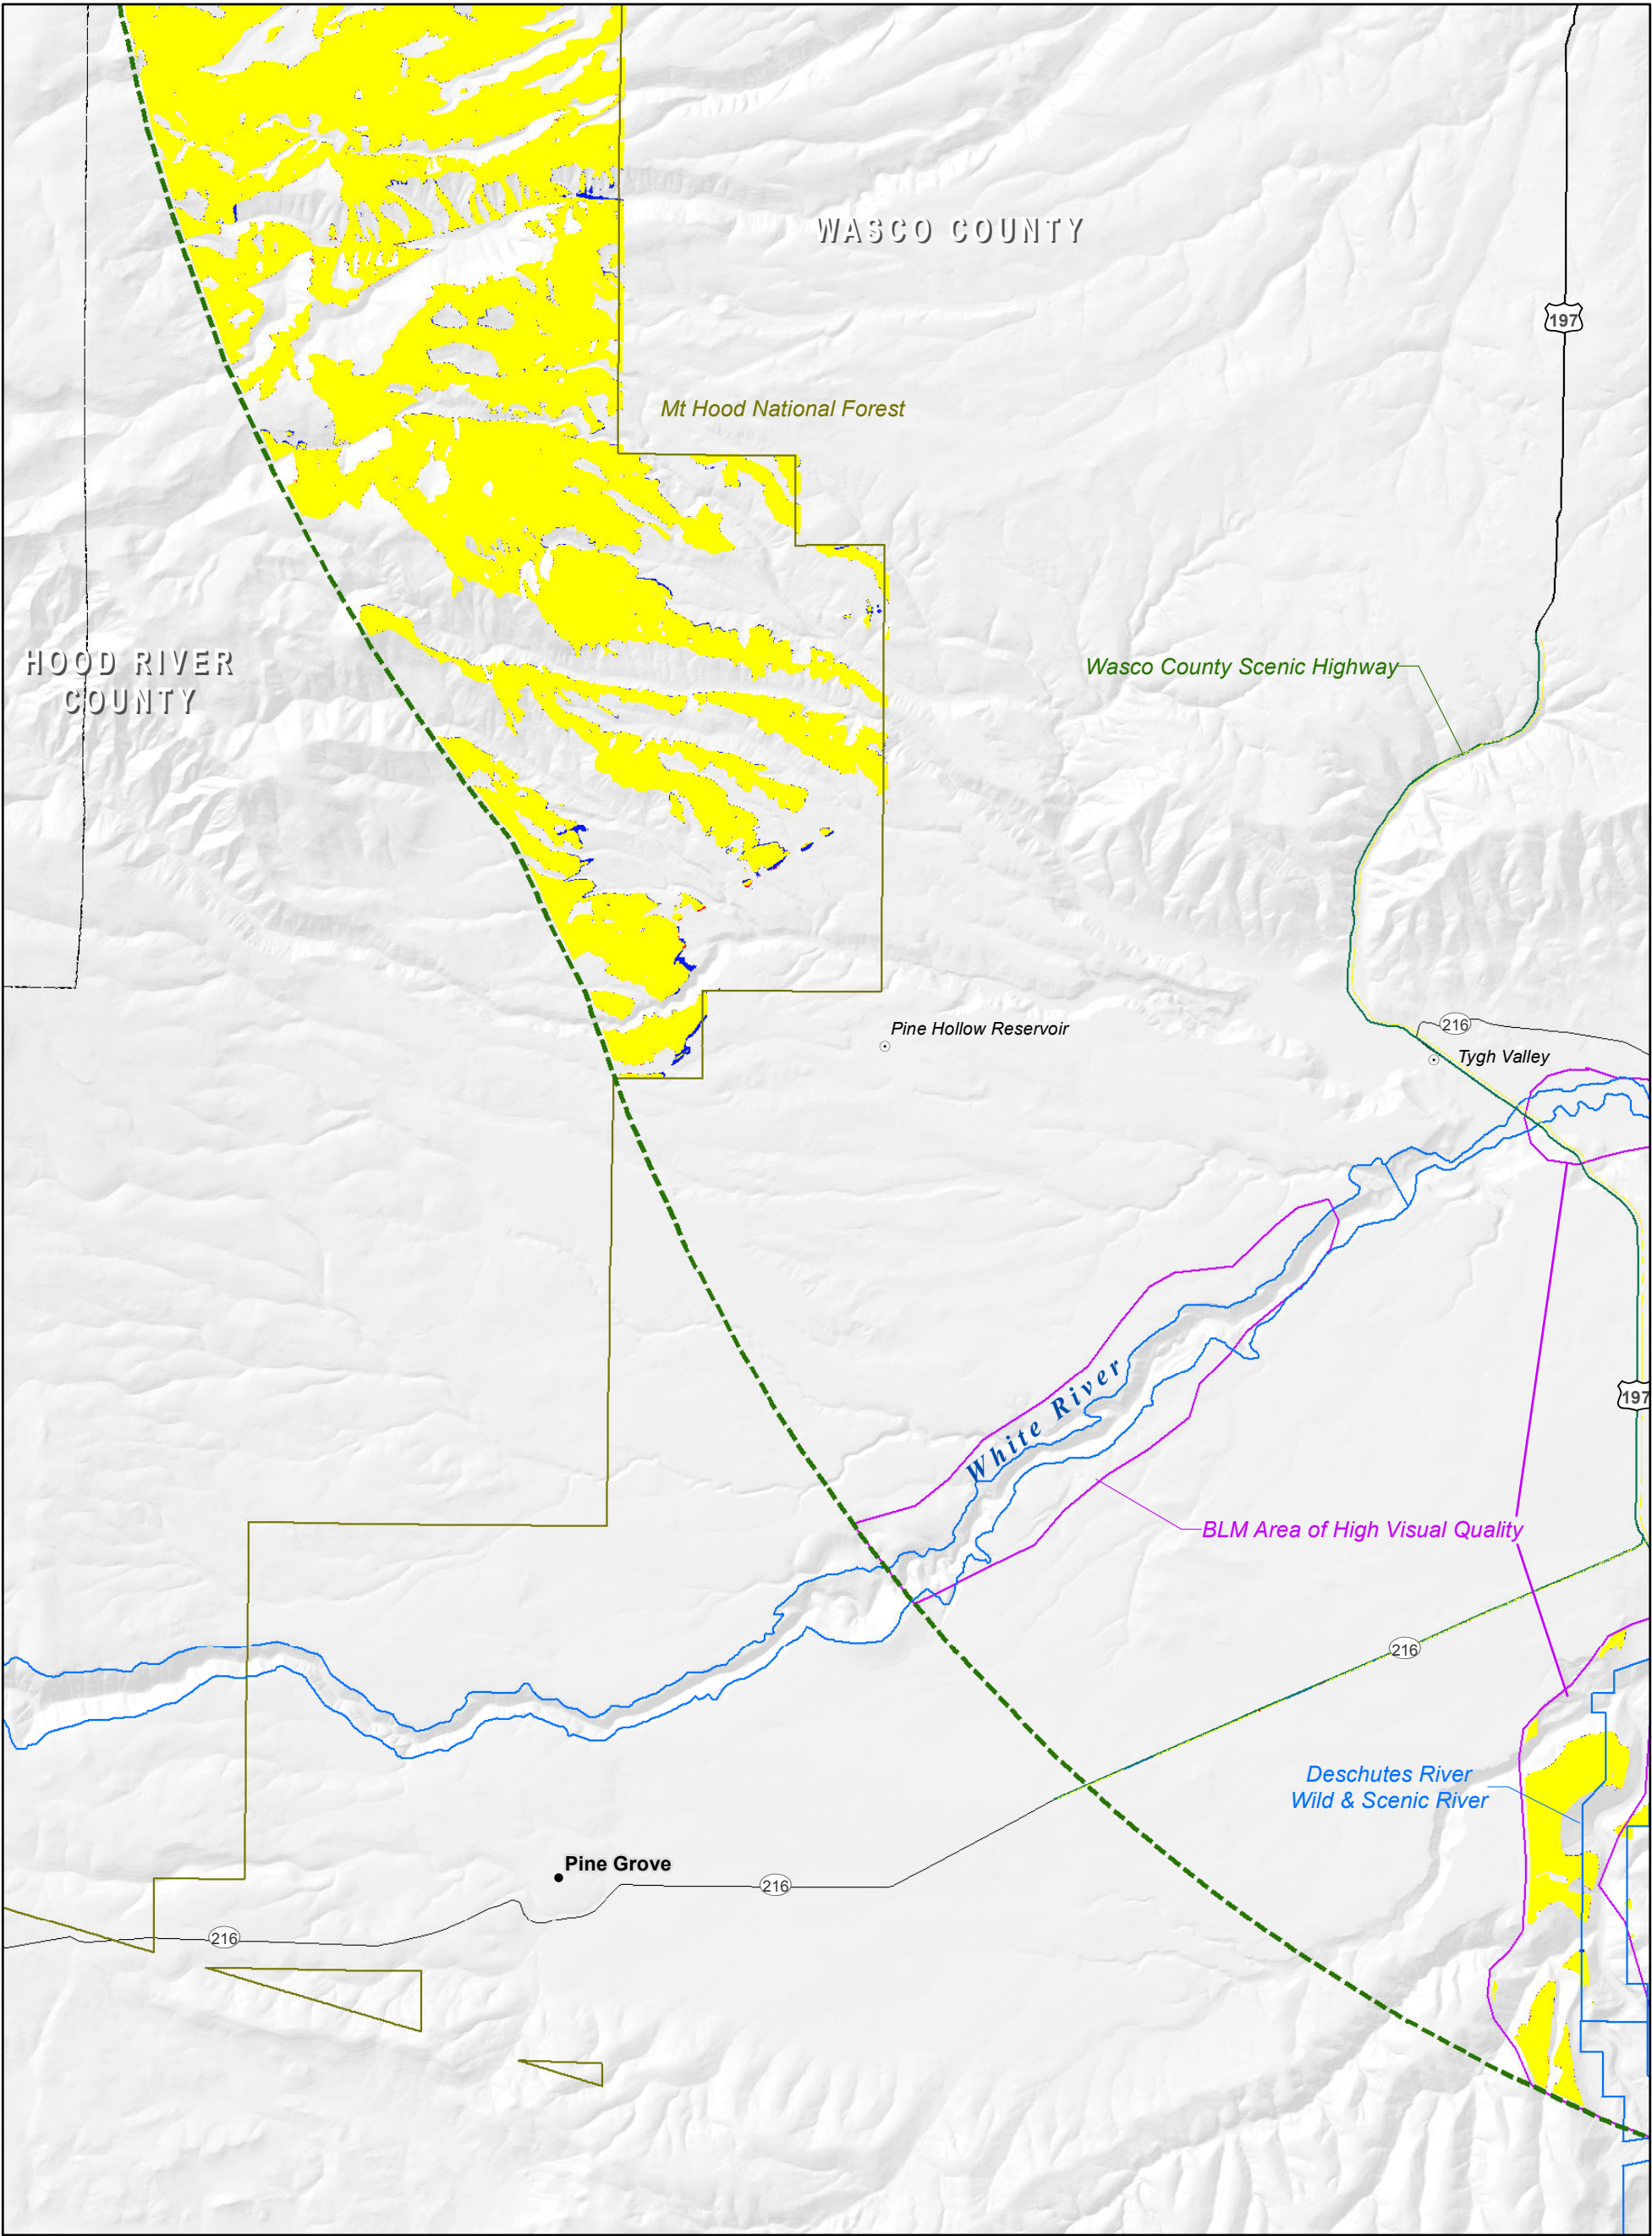 WASCO COUNTY
197
Mt Hood National Forest
HOOD RIVER
COUNTY
Wasco County Scenic Highway
216
Pine Hollow Reservoir
Tygh Valley
White River
197
BLM Area of High Visual Quality
216
Deschutes River
Wild & Scenic River
Pine Grove
216
216